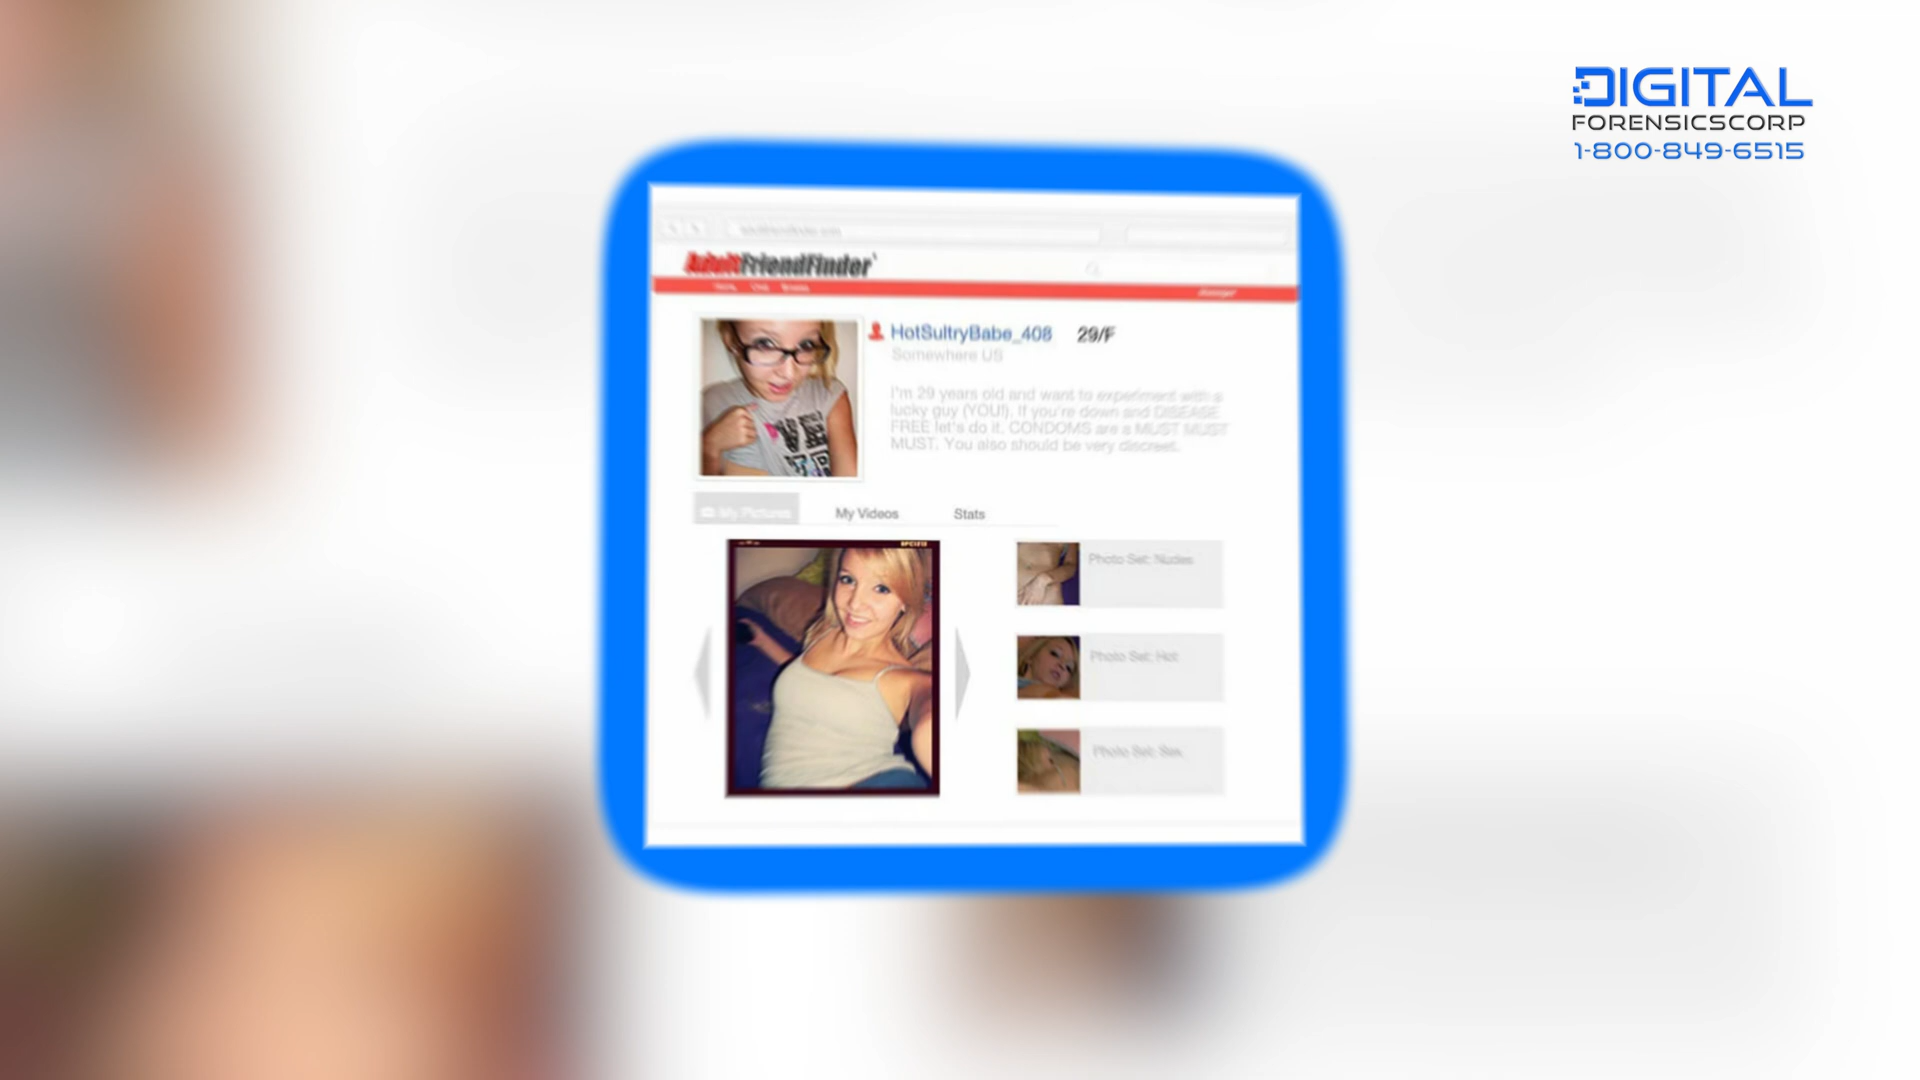 DIGITAL
FORENSICSCORP
1-800-849-6515
AdultFriendFinder
HotSultryBabe_408 29/F
Somewhere US
I'm 29 years old and want to experiment with a
lucky guy (YOU!). If you're down and DISEASE
FREE let's do it. CONDOMS are a MUST MUST
MUST. You also should be very discreet.
My Pictures My Videos Stats
Photo Set: Nudes
Photo Set: Hot
Photo Set: Sex